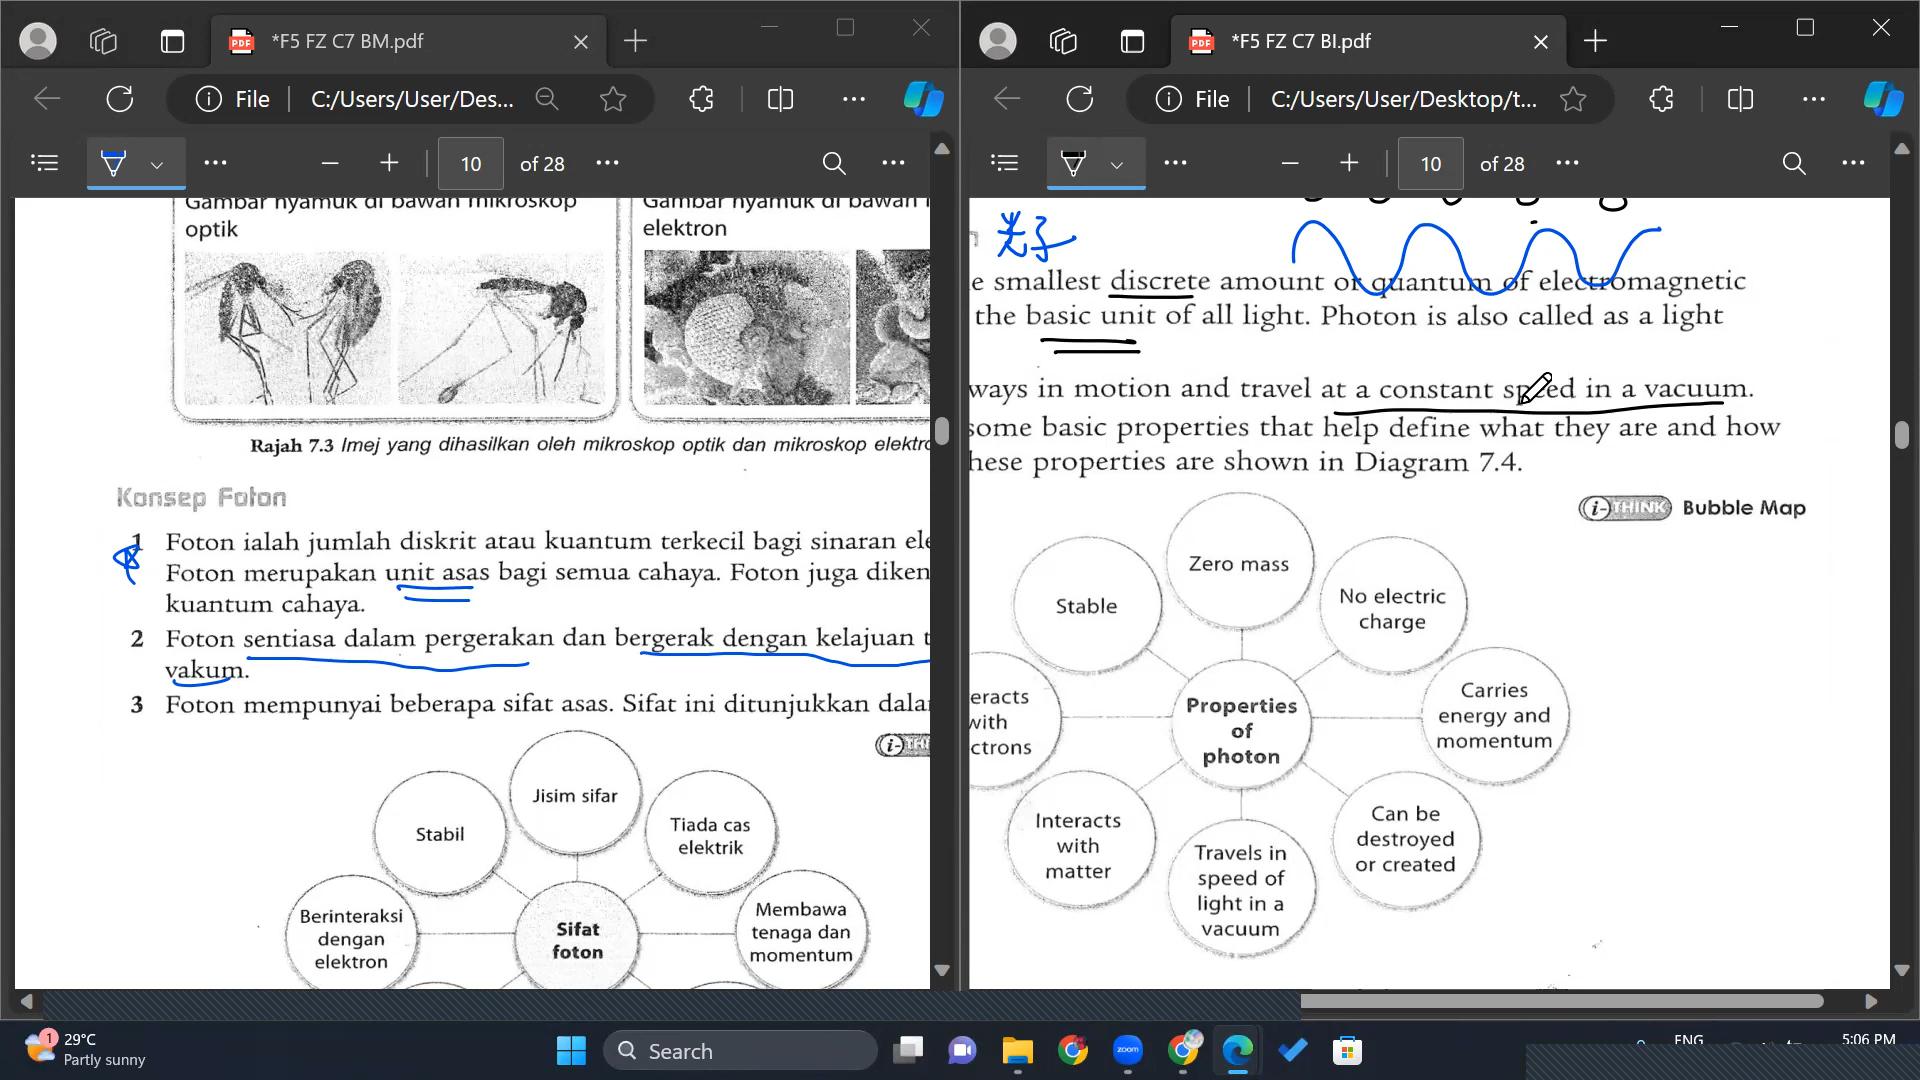 *F5 FZ C7 BM.pdf
File
C:/Users/User/Des...
10
of 28
Gambar nyamuk di bawah mikroskop
optik
Gambar nyamuk di bawah
elektron
Rajah 7.3 Imej yang dihasilkan oleh mikroskop optik dan mikroskop elektro
Konsep Foton
1 Foton ialah jumlah diskrit atau kuantum terkecil bagi sinaran ele
Foton merupakan unit asas bagi semua cahaya. Foton juga diken
kuantum cahaya.
2 Foton sentiasa dalam pergerakan dan bergerak dengan kelajuan t
vakum.
3 Foton mempunyai beberapa sifat asas. Sifat ini ditunjukkan dala
i-THI
Jisim sifar
Stabil
Tiada cas
elektrik
Berinteraksi
dengan
elektron
Sifat
foton
Membawa
tenaga dan
momentum
*F5 FZ C7 BI.pdf
File
C:/Users/User/Desktop/t...
10
of 28
光子
e smallest discrete amount or quantum of electromagnetic
the basic unit of all light. Photon is also called as a light
ways in motion and travel at a constant speed in a vacuum.
some basic properties that help define what they are and how
hese properties are shown in Diagram 7.4.
i-THINK Bubble Map
Zero mass
Stable
No electric
charge
eracts
with
ctrons
Properties
of
photon
Carries
energy and
momentum
Interacts
with
matter
Travels in
speed of
light in a
vacuum
Can be
destroyed
or created
1
29°C
Partly sunny
Search
zoom
ENG
5:06 PM